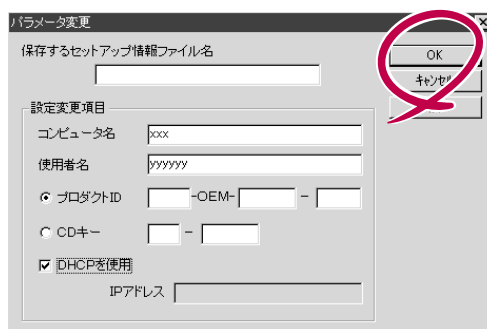 パラメータ変更
保存するセットアップ情報ファイル名
OK
キャンセル
設定変更項目
コンピュータ名 xxx
使用者名 yyyyyy
プロダクトID -OEM- -
CDキー -
DHCPを使用
IPアドレス